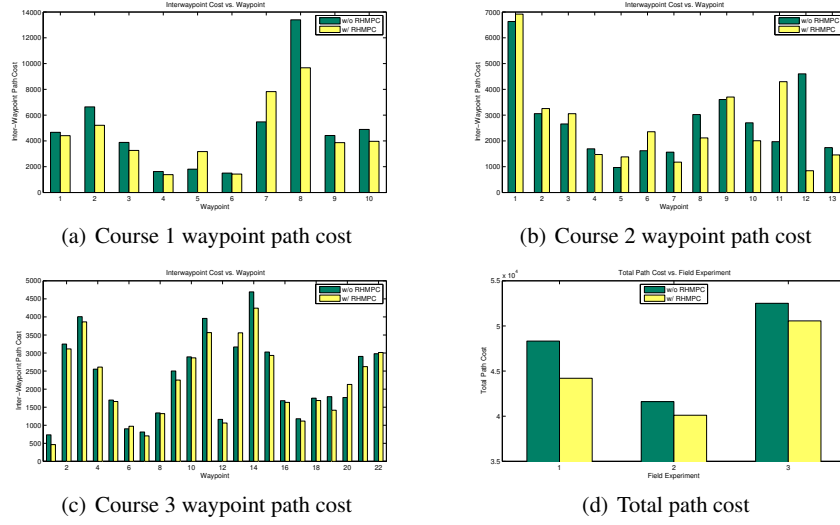 Interwaypoint Cost vs. Waypoint
w/o RHMPC
w/ RHMPC
Inter-Waypoint Path Cost
14000
12000
10000
8000
6000
4000
2000
0
1 2 3 4 5 6 7 8 9 10
Waypoint
(a) Course 1 waypoint path cost
Interwaypoint Cost vs. Waypoint
w/o RHMPC
w/ RHMPC
Inter-Waypoint Path Cost
7000
6000
5000
4000
3000
2000
1000
0
1 2 3 4 5 6 7 8 9 10 11 12 13
Waypoint
(b) Course 2 waypoint path cost
Interwaypoint Cost vs. Waypoint
w/o RHMPC
w/ RHMPC
Inter-Waypoint Path Cost
5000
4500
4000
3500
3000
2500
2000
1500
1000
500
0
2 4 6 8 10 12 14 16 18 20 22
Waypoint
(c) Course 3 waypoint path cost
Total Path Cost vs. Field Experiment
x 10⁴
w/o RHMPC
w/ RHMPC
Total Path Cost
5.5
5
4.5
4
3.5
1 2 3
Field Experiment
(d) Total path cost